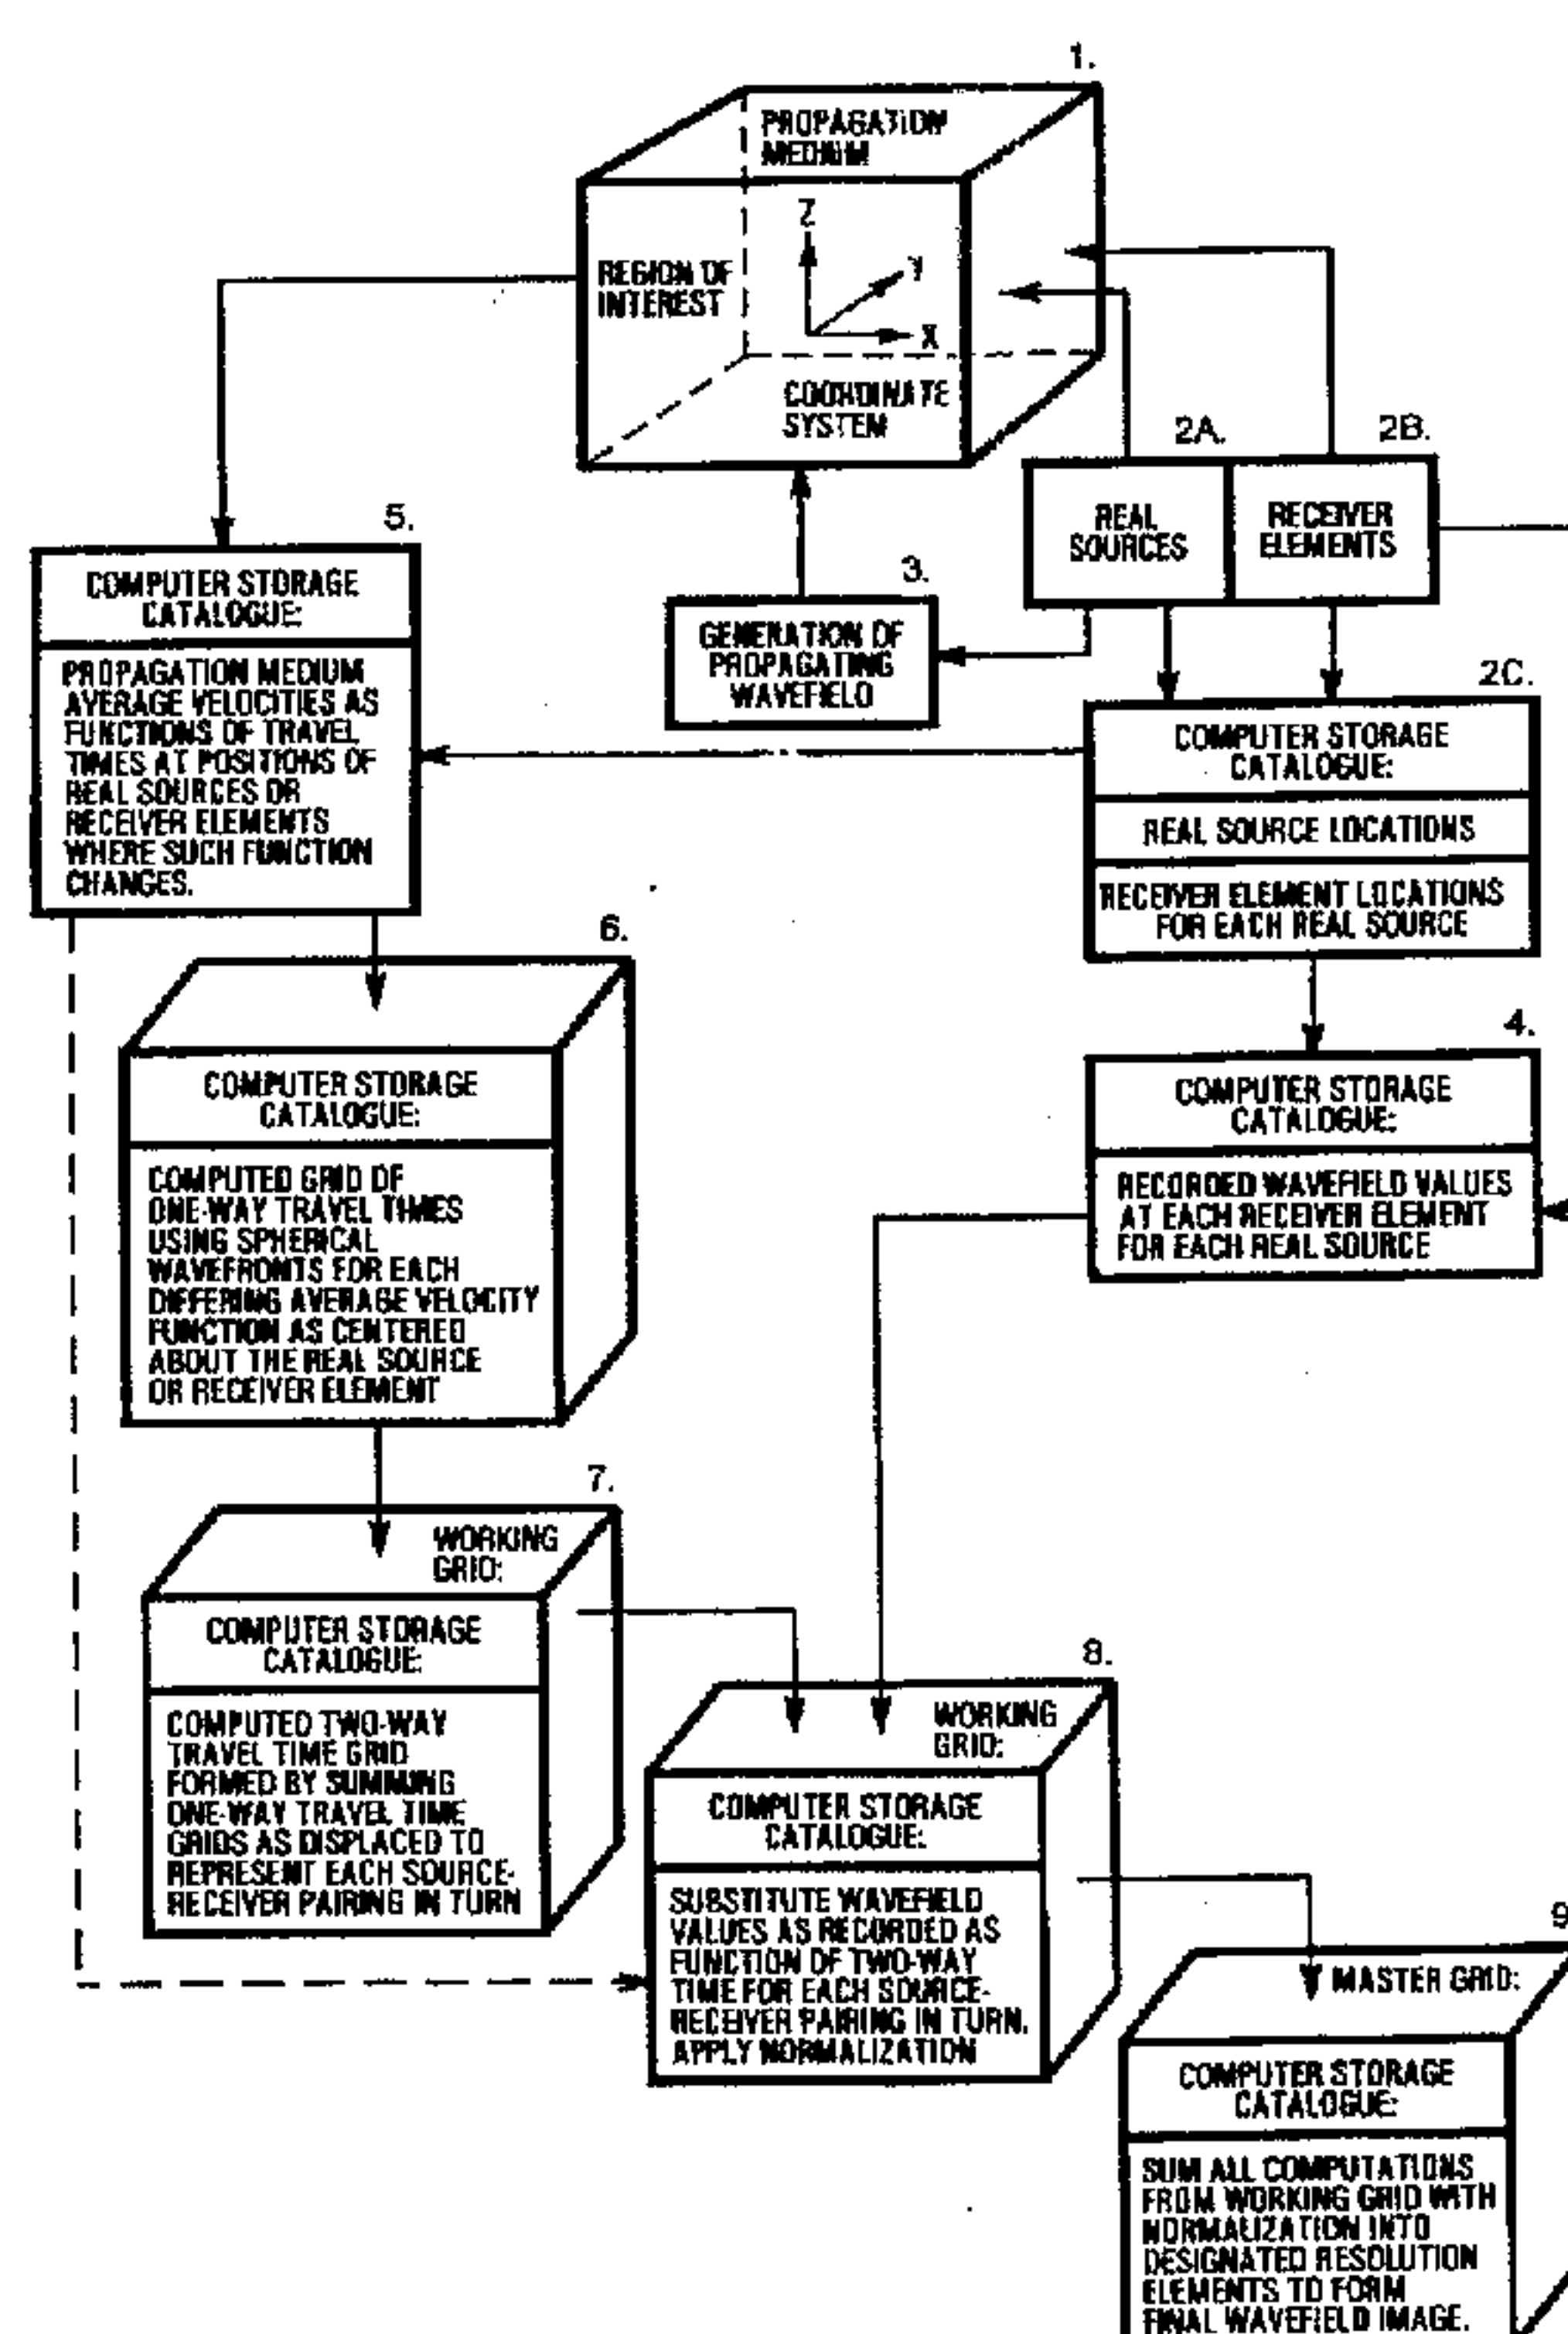 1.
PROPAGATION
MEDIUM
Z
Y
X
REGION OF
INTEREST
COORDINATE
SYSTEM
2A.
2B.
REAL
SOURCES
RECEIVER
ELEMENTS
3.
GENERATION OF
PROPAGATING
WAVEFIELD
2C.
COMPUTER STORAGE
CATALOGUE:
REAL SOURCE LOCATIONS
RECEIVER ELEMENT LOCATIONS
FOR EACH REAL SOURCE
5.
COMPUTER STORAGE
CATALOGUE:
PROPAGATION MEDIUM
AVERAGE VELOCITIES AS
FUNCTIONS OF TRAVEL
TIMES AT POSITIONS OF
REAL SOURCES OR
RECEIVER ELEMENTS
WHERE SUCH FUNCTION
CHANGES.
4.
COMPUTER STORAGE
CATALOGUE:
RECORDED WAVEFIELD VALUES
AT EACH RECEIVER ELEMENT
FOR EACH REAL SOURCE
6.
COMPUTER STORAGE
CATALOGUE:
COMPUTED GRID OF
ONE-WAY TRAVEL TIMES
USING SPHERICAL
WAVEFRONTS FOR EACH
DIFFERING AVERAGE VELOCITY
FUNCTION AS CENTERED
ABOUT THE REAL SOURCE
OR RECEIVER ELEMENT
7.
WORKING
GRID:
COMPUTER STORAGE
CATALOGUE:
COMPUTED TWO-WAY
TRAVEL TIME GRID
FORMED BY SUMMING
ONE-WAY TRAVEL TIME
GRIDS AS DISPLACED TO
REPRESENT EACH SOURCE-
RECEIVER PAIRING IN TURN
8.
WORKING
GRID:
COMPUTER STORAGE
CATALOGUE:
SUBSTITUTE WAVEFIELD
VALUES AS RECORDED AS
FUNCTION OF TWO-WAY
TIME FOR EACH SOURCE-
RECEIVER PAIRING IN TURN.
APPLY NORMALIZATION
9
MASTER GRID:
COMPUTER STORAGE
CATALOGUE:
SUM ALL COMPUTATIONS
FROM WORKING GRID WITH
NORMALIZATION INTO
DESIGNATED RESOLUTION
ELEMENTS TO FORM
FINAL WAVEFIELD IMAGE.